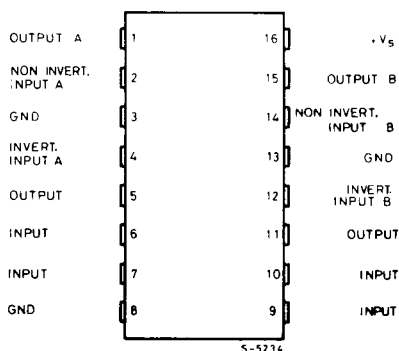 OUTPUT A 1 16 +Vs
NON INVERT. INPUT A 2 15 OUTPUT B
GND 3 14 NON INVERT. INPUT B
INVERT. INPUT A 4 13 GND
OUTPUT 5 12 INVERT. INPUT B
INPUT 6 11 OUTPUT
INPUT 7 10 INPUT
GND 8 9 INPUT
S-5234